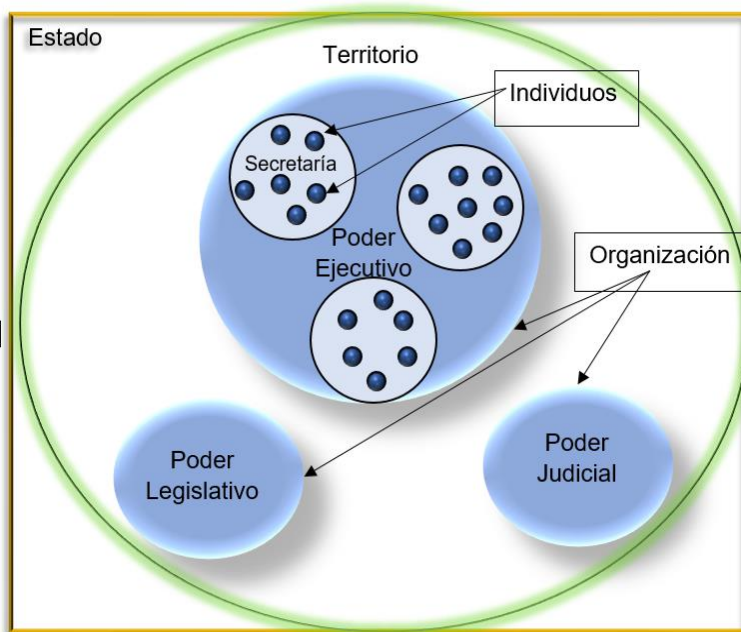 Estado
Territorio
Individuos
Secretaría
Poder
Ejecutivo
Organización
Poder
Legislativo
Poder
Judicial